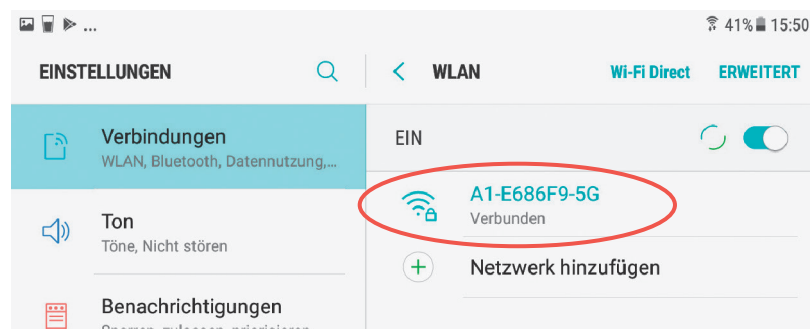 ... 41% 15:50
EINSTELLUNGEN
WLAN Wi-Fi Direct ERWEITERT
Verbindungen
WLAN, Bluetooth, Datennutzung,...
EIN
A1-E686F9-5G
Verbunden
Ton
Töne, Nicht stören
Netzwerk hinzufügen
Benachrichtigungen